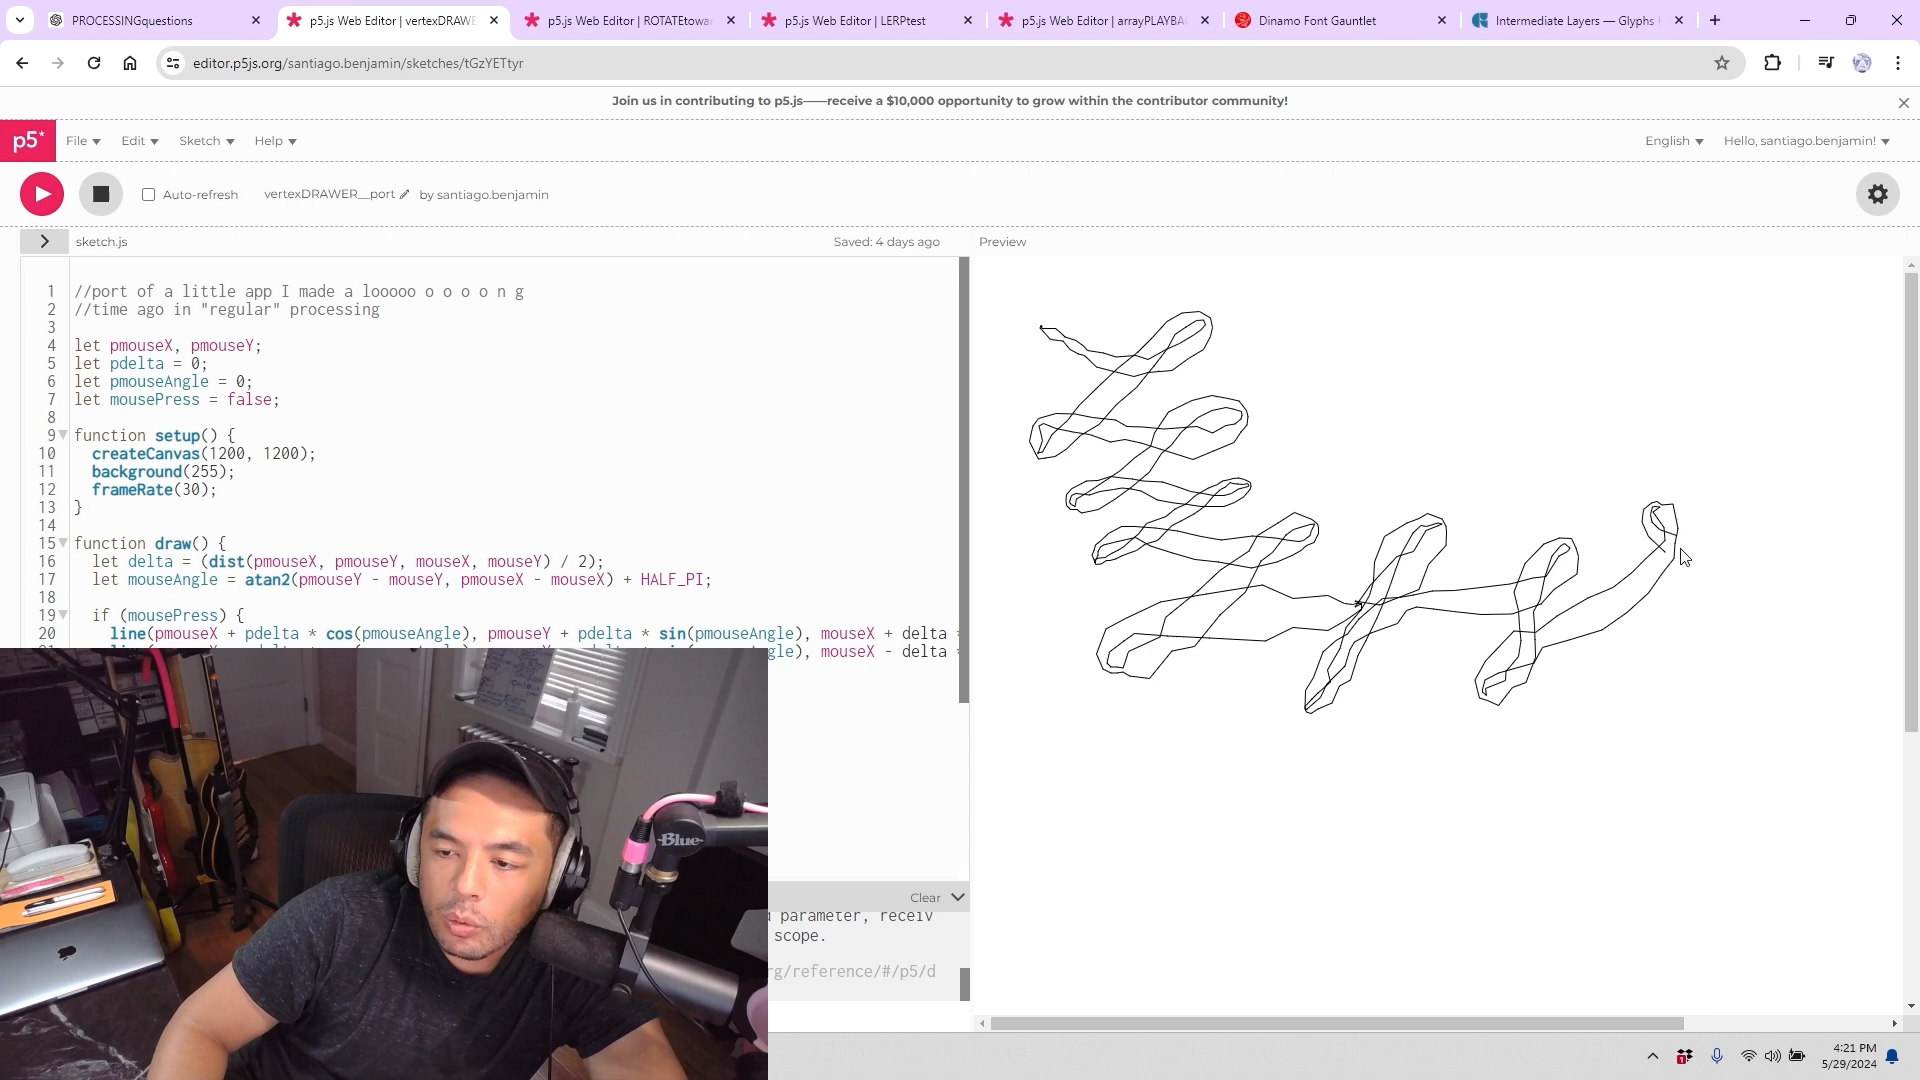 PROCESSINGquestions
p5.js Web Editor | vertexDRAWE
p5.js Web Editor | ROTATEtowar
p5.js Web Editor | LERPtest
p5.js Web Editor | arrayPLAYBA
Dinamo Font Gauntlet
Intermediate Layers — Glyphs
editor.p5js.org/santiago.benjamin/sketches/tGzYETtyr
Join us in contributing to p5.js——receive a $10,000 opportunity to grow within the contributor community!
p5*
File
Edit
Sketch
Help
English
Hello, santiago.benjamin!
Auto-refresh
vertexDRAWER__port
by santiago.benjamin
sketch.js
Saved: 4 days ago
Preview
1 //port of a little app I made a looooo o o o o n g
2 //time ago in "regular" processing
3
4 let pmouseX, pmouseY;
5 let pdelta = 0;
6 let pmouseAngle = 0;
7 let mousePress = false;
8
9 function setup() {
10 createCanvas(1200, 1200);
11 background(255);
12 frameRate(30);
13 }
14
15 function draw() {
16 let delta = (dist(pmouseX, pmouseY, mouseX, mouseY) / 2);
17 let mouseAngle = atan2(pmouseY - mouseY, pmouseX - mouseX) + HALF_PI;
18
19 if (mousePress) {
20 line(pmouseX + pdelta * cos(pmouseAngle), pmouseY + pdelta * sin(pmouseAngle), mouseX + delta *
gle), mouseX - delta *
Clear
parameter, receiv
scope.
rg/reference/#/p5/d
Blue
4:21 PM
5/29/2024